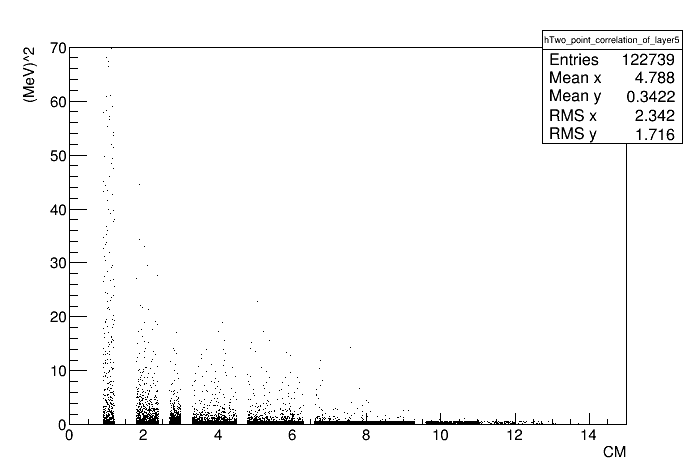 hTwo_point_correlation_of_layer5
Entries 122739
Mean x 4.788
Mean y 0.3422
RMS x 2.342
RMS y 1.716
(MeV)^2
70
60
50
40
30
20
10
0
0 2 4 6 8 10 12 14
CM